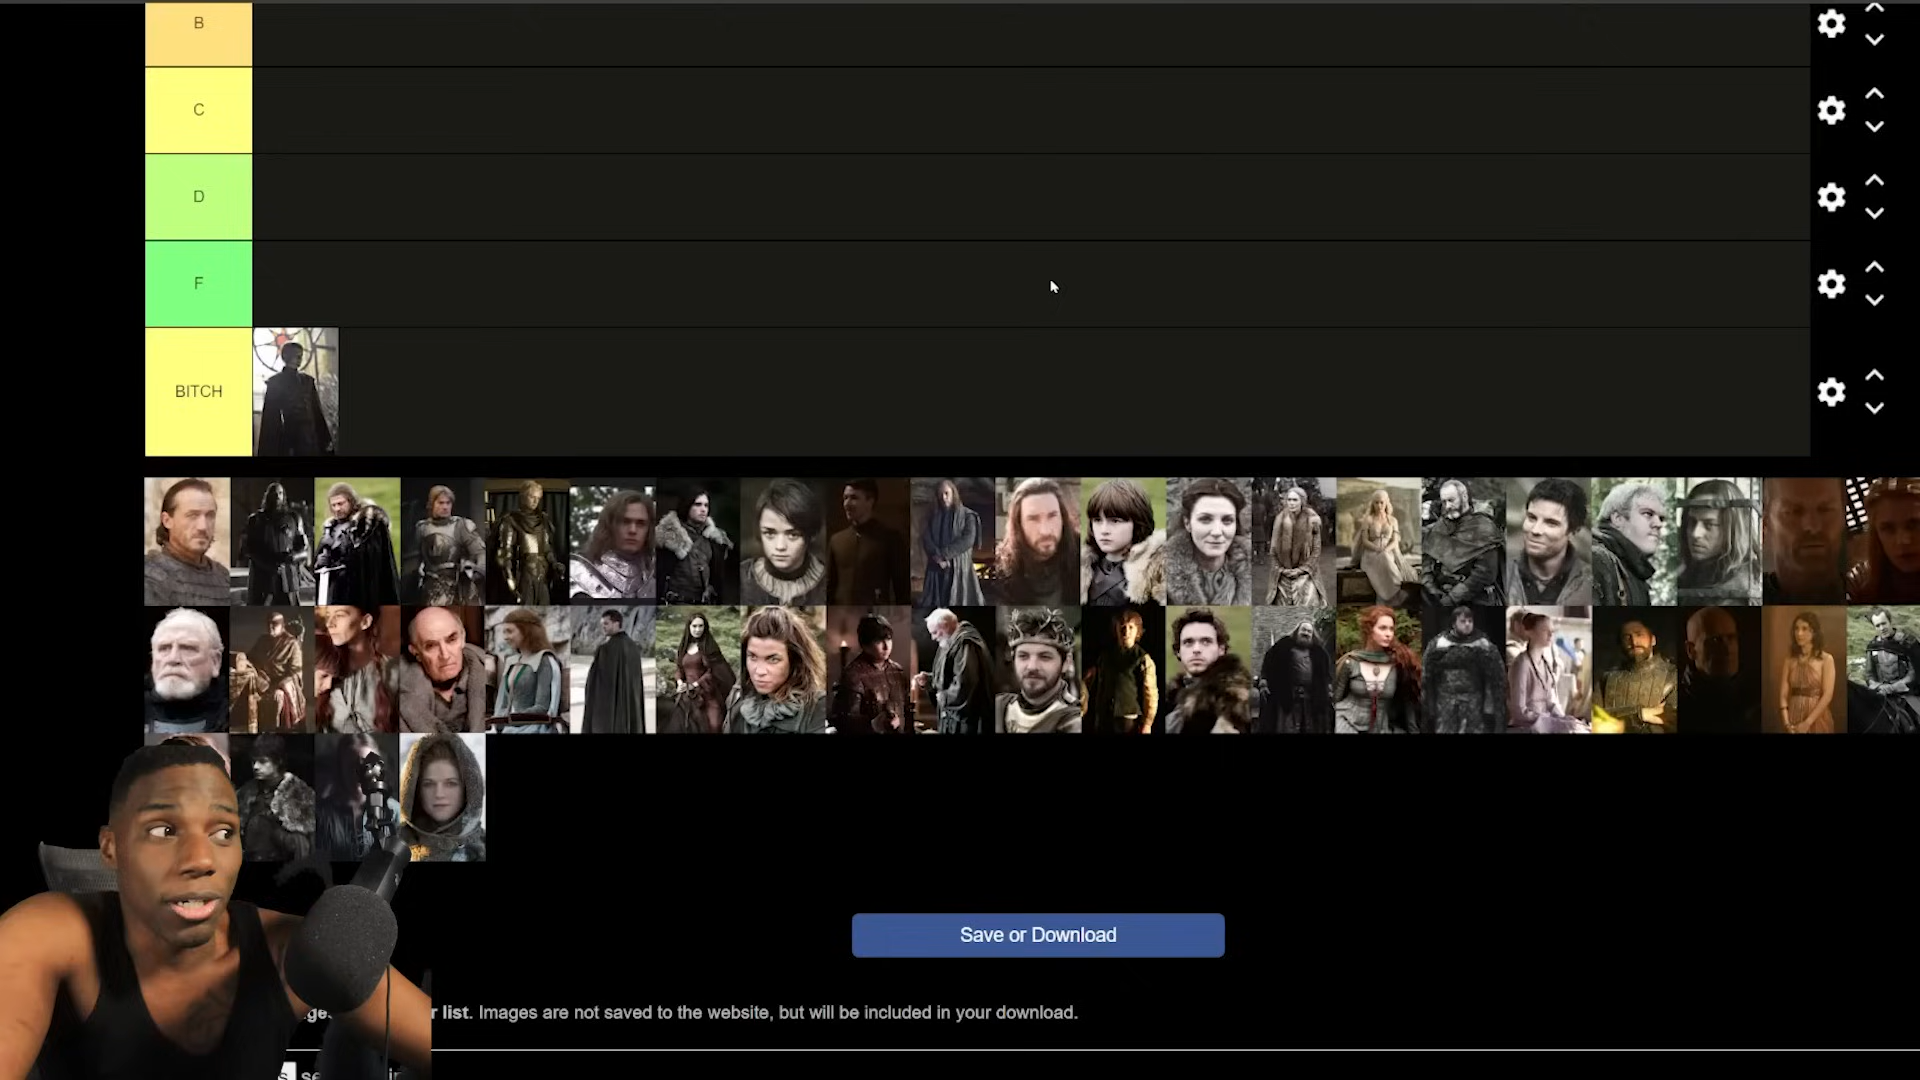 B
C
D
F
BITCH
Save or Download
r list. Images are not saved to the website, but will be included in your download.